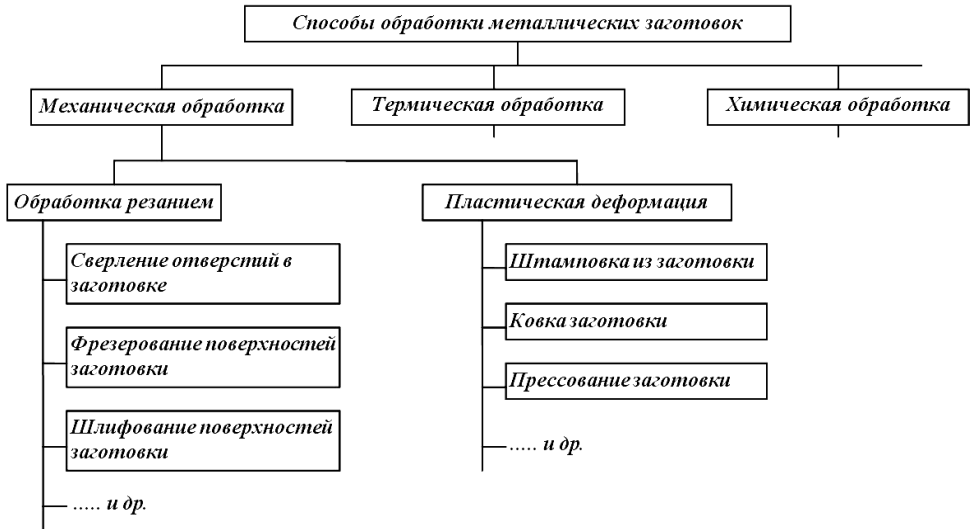 Способы обработки металлических заготовок
Механическая обработка
Термическая обработка
Химическая обработка
Обработка резанием
Пластическая деформация
Сверление отверстий в
заготовке
Фрезерование поверхностей
заготовки
Шлифование поверхностей
заготовки
..... и др.
Штамповка из заготовки
Ковка заготовки
Прессование заготовки
..... и др.